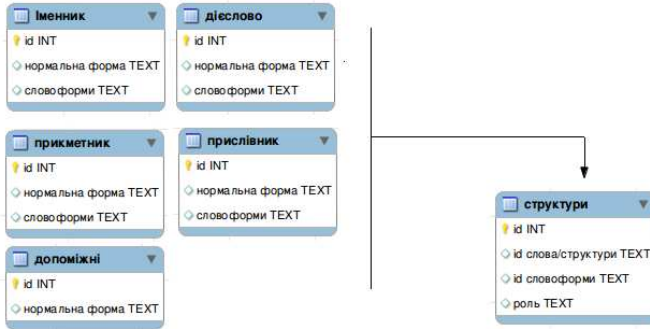 Іменник
id INT
нормальна форма TEXT
словоформи TEXT
дієслово
id INT
нормальна форма TEXT
словоформи TEXT
прикметник
id INT
нормальна форма TEXT
словоформи TEXT
прислівник
id INT
нормальна форма TEXT
словоформи TEXT
допоміжні
id INT
нормальна форма TEXT
структури
id INT
id слова/структури TEXT
id словоформи TEXT
роль TEXT